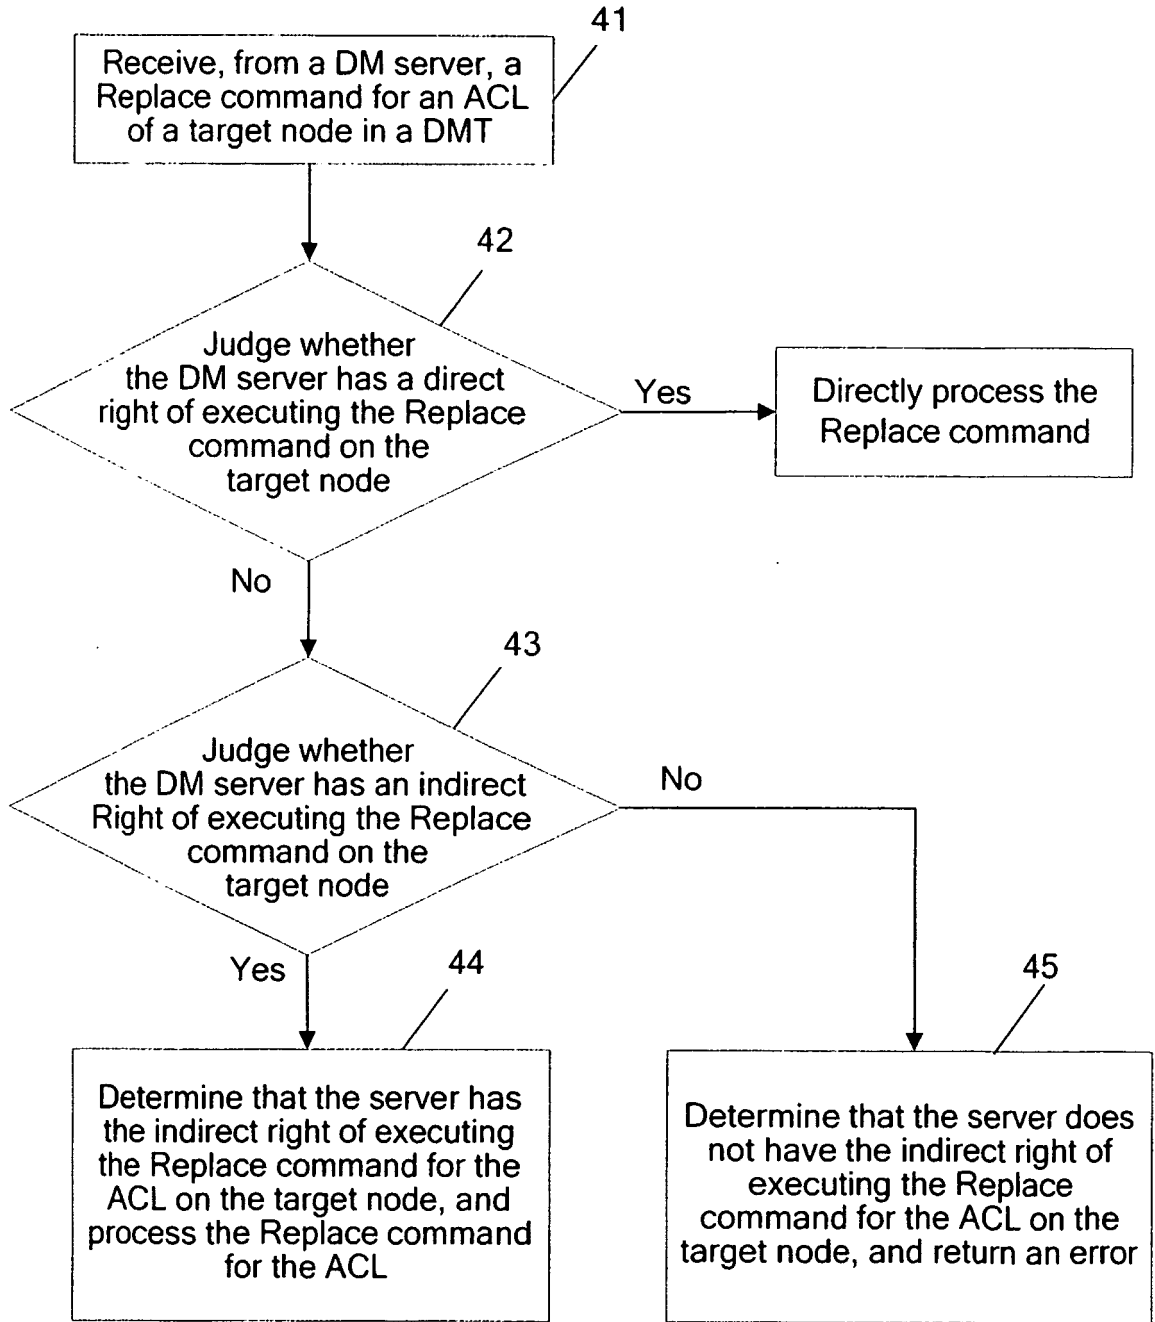 41
Receive, from a DM server, a
Replace command for an ACL
of a target node in a DMT
42
Judge whether
the DM server has a direct
right of executing the Replace
command on the
target node
Yes
Directly process the
Replace command
No
43
Judge whether
the DM server has an indirect
Right of executing the Replace
command on the
target node
No
Yes
44
45
Determine that the server has
the indirect right of executing
the Replace command for the
ACL on the target node, and
process the Replace command
for the ACL
Determine that the server does
not have the indirect right of
executing the Replace
command for the ACL on the
target node, and return an error